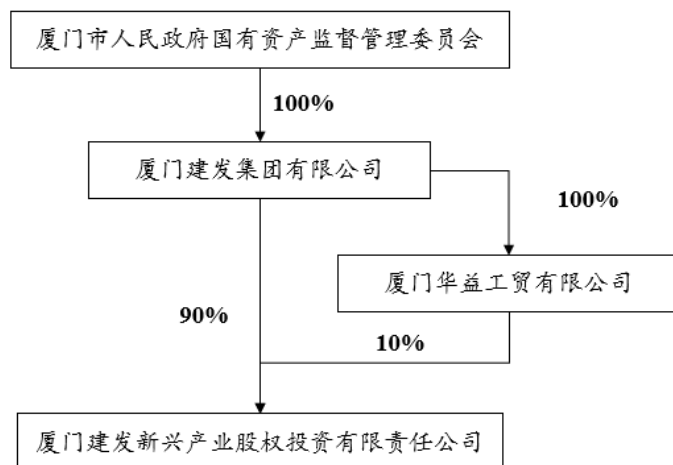 厦门市人民政府国有资产监督管理委员会
100%
厦门建发集团有限公司
100%
厦门华益工贸有限公司
90%
10%
厦门建发新兴产业股权投资有限责任公司